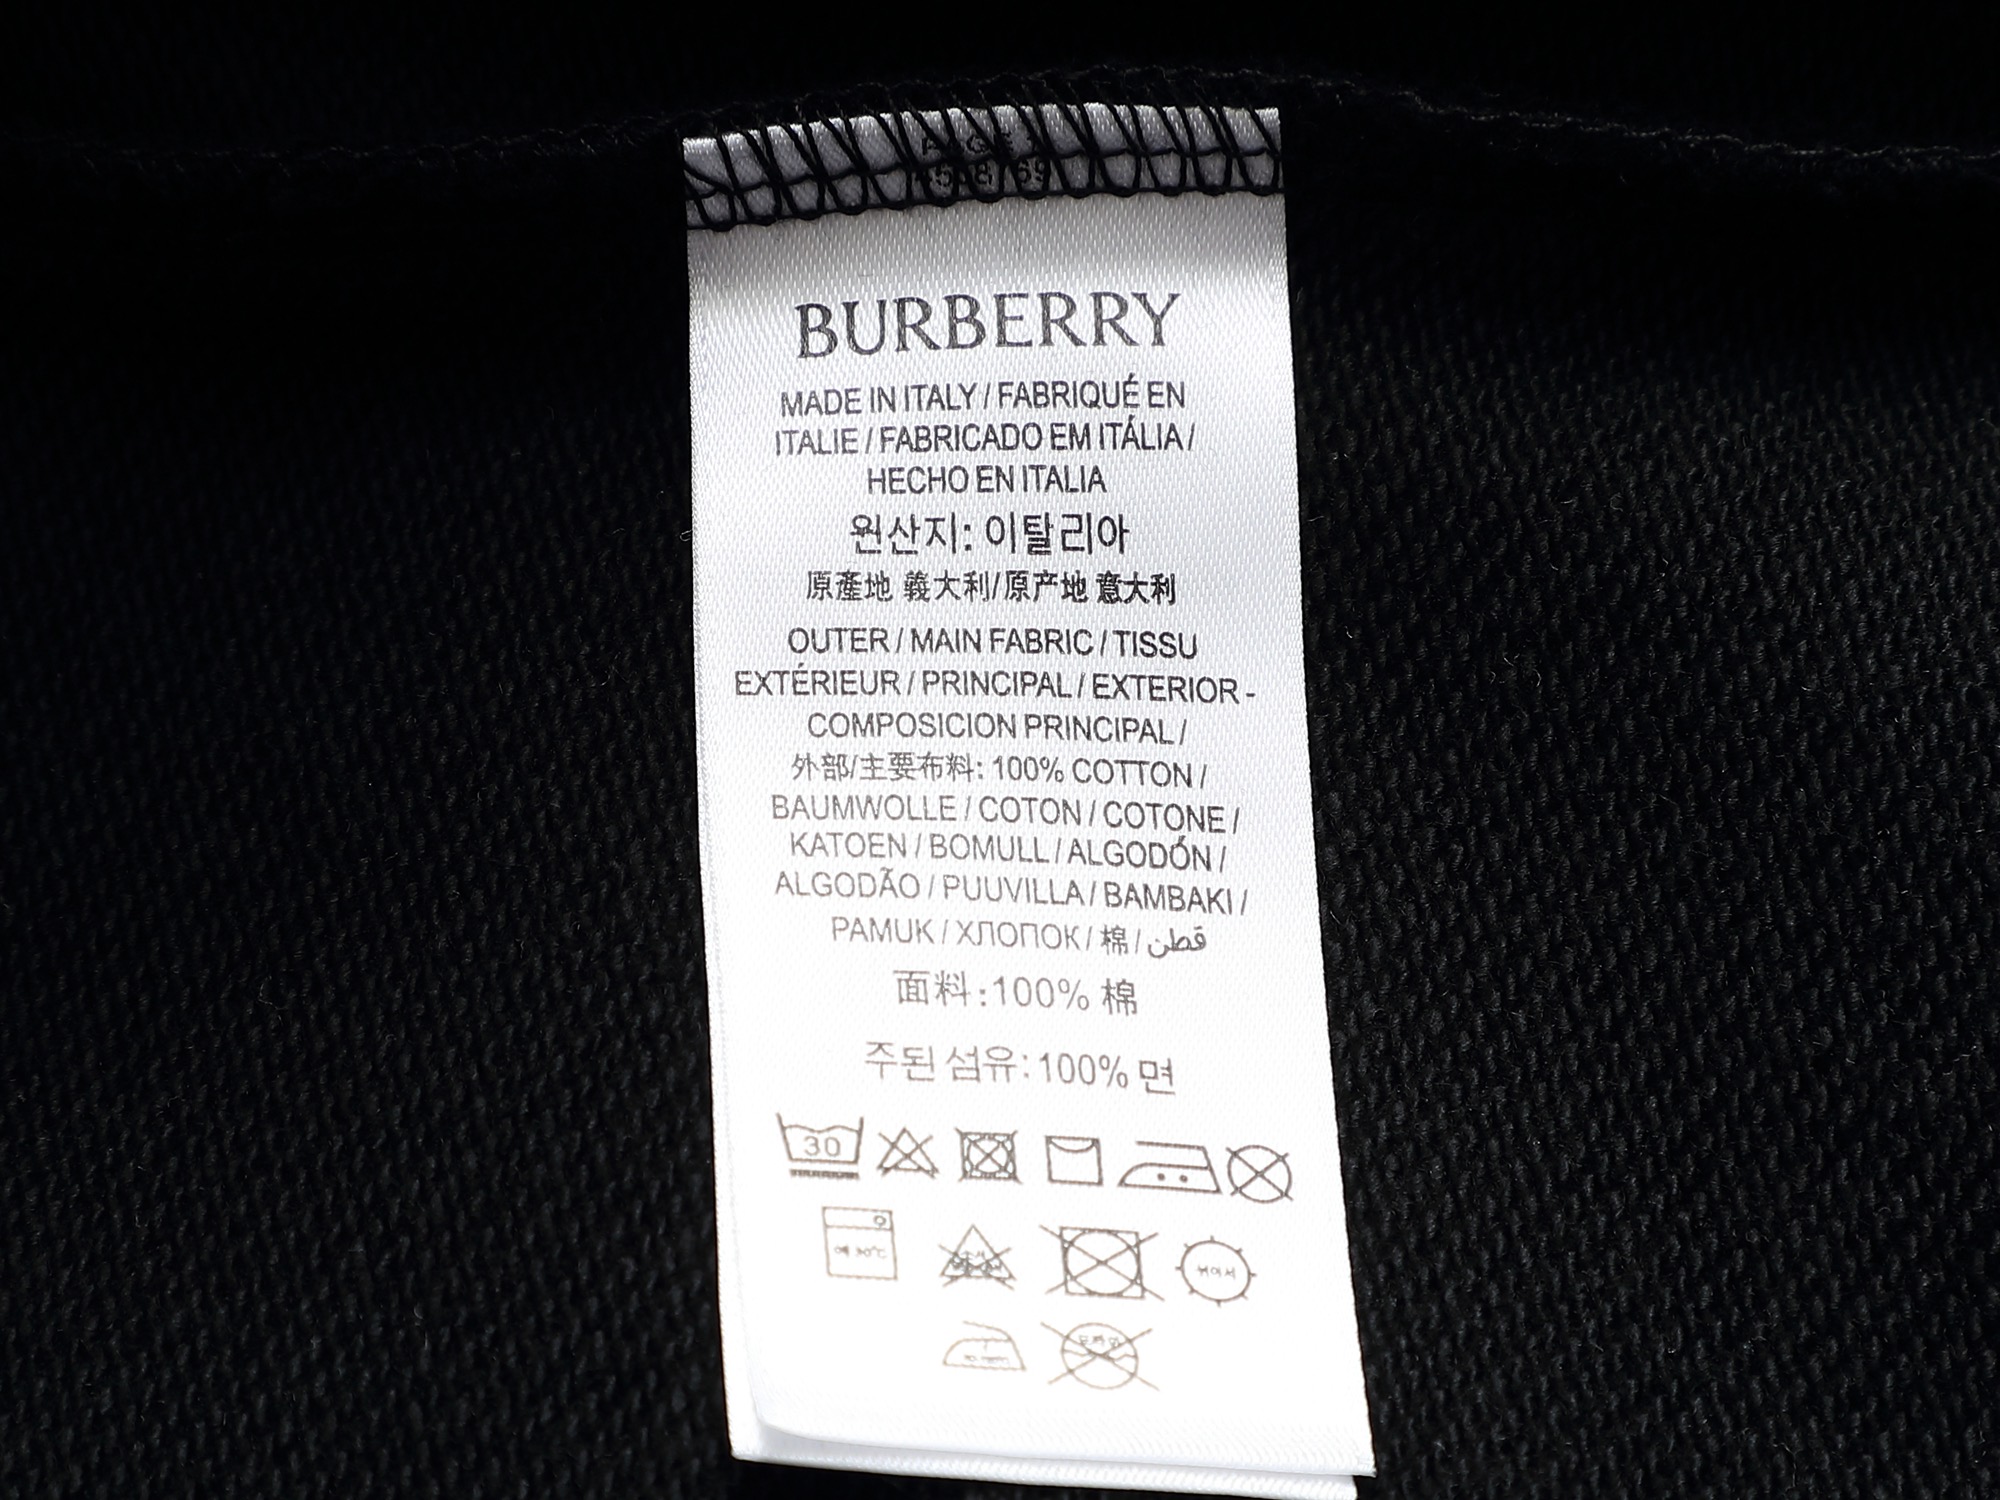 BURBERRY
MADE IN ITALY / FABRIQUÉ EN
ITALIE / FABRICADO EM ITÁLIA /
HECHO EN ITALIA
원산지: 이탈리아
原產地 義大利/原产地 意大利
OUTER / MAIN FABRIC / TISSU
EXTÉRIEUR / PRINCIPAL / EXTERIOR -
COMPOSICION PRINCIPAL /
外部/主要布料: 100% COTTON /
BAUMWOLLE / COTON / COTONE /
KATOEN / BOMULL / ALGODÓN /
ALGODÃO / PUUVILLA / BAMBAKI /
PAMUK / ХЛОПОК / 棉 / قطن
面料:100% 棉
주된 섬유:100% 면
30